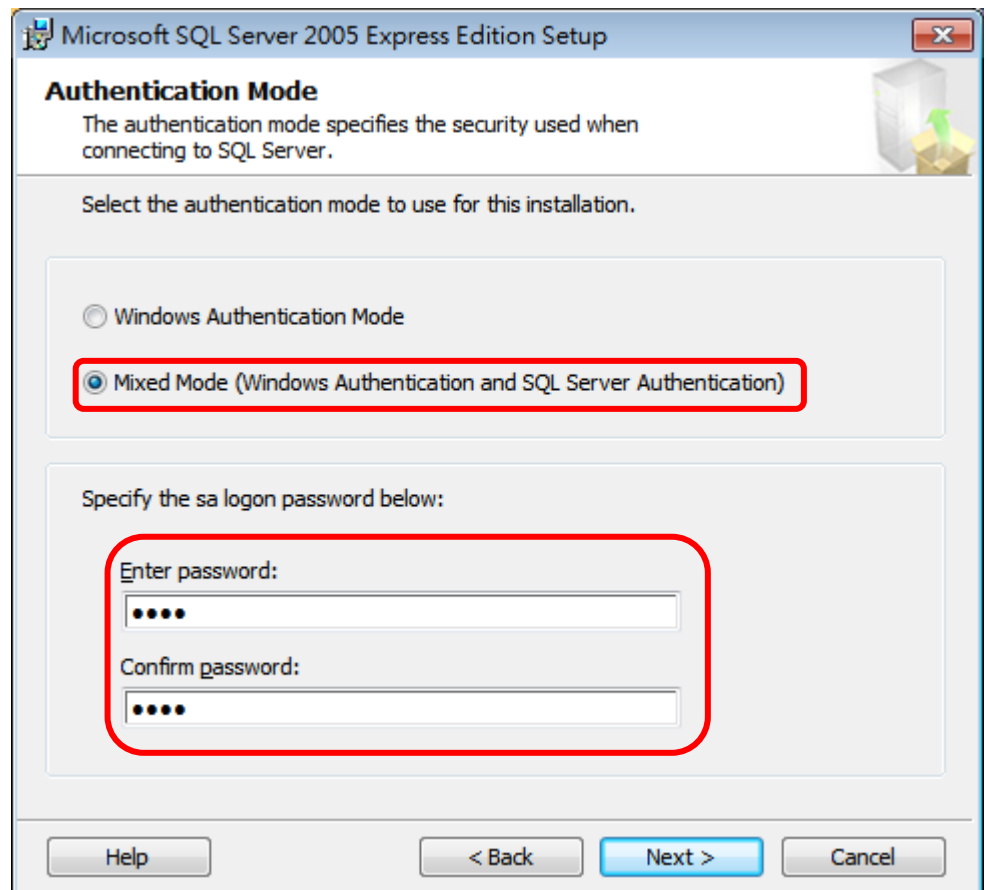 Microsoft SQL Server 2005 Express Edition Setup
Authentication Mode
The authentication mode specifies the security used when
connecting to SQL Server.
Select the authentication mode to use for this installation.
Windows Authentication Mode
Mixed Mode (Windows Authentication and SQL Server Authentication)
Specify the sa logon password below:
Enter password:
••••
Confirm password:
••••
Help
< Back
Next >
Cancel